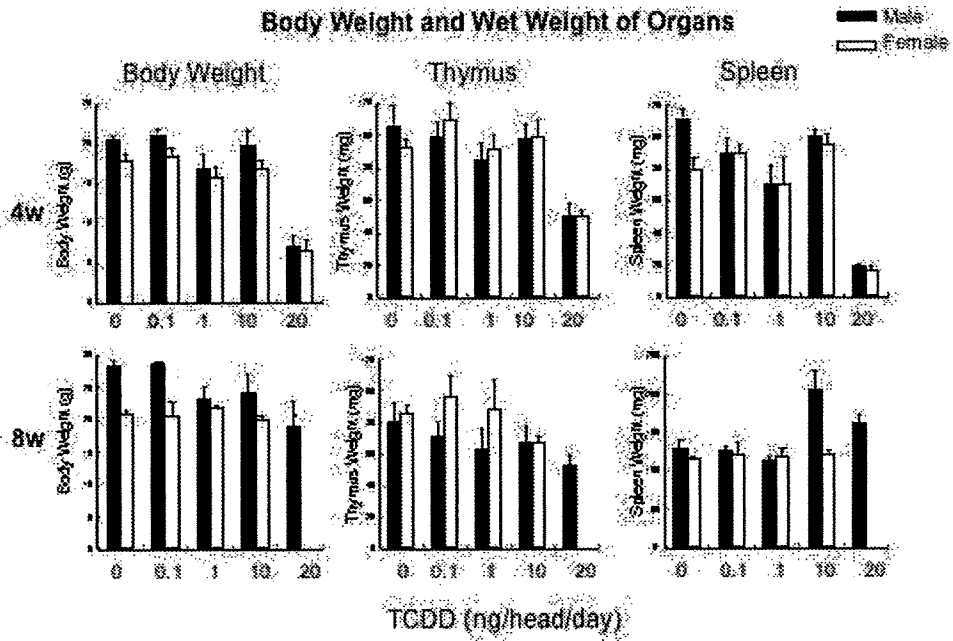 Body Weight and Wet Weight of Organs
Male
Female
Body Weight
Thymus
Spleen
4w
Body Weight (g)
Thymus Weight (mg)
Spleen Weight (mg)
0 0.1 1 10 20
0 0.1 1 10 20
0 0.1 1 10 20
8w
Body Weight (g)
Thymus Weight (mg)
Spleen Weight (mg)
0 0.1 1 10 20
0 0.1 1 10 20
0 0.1 1 10 20
TCDD (ng/head/day)